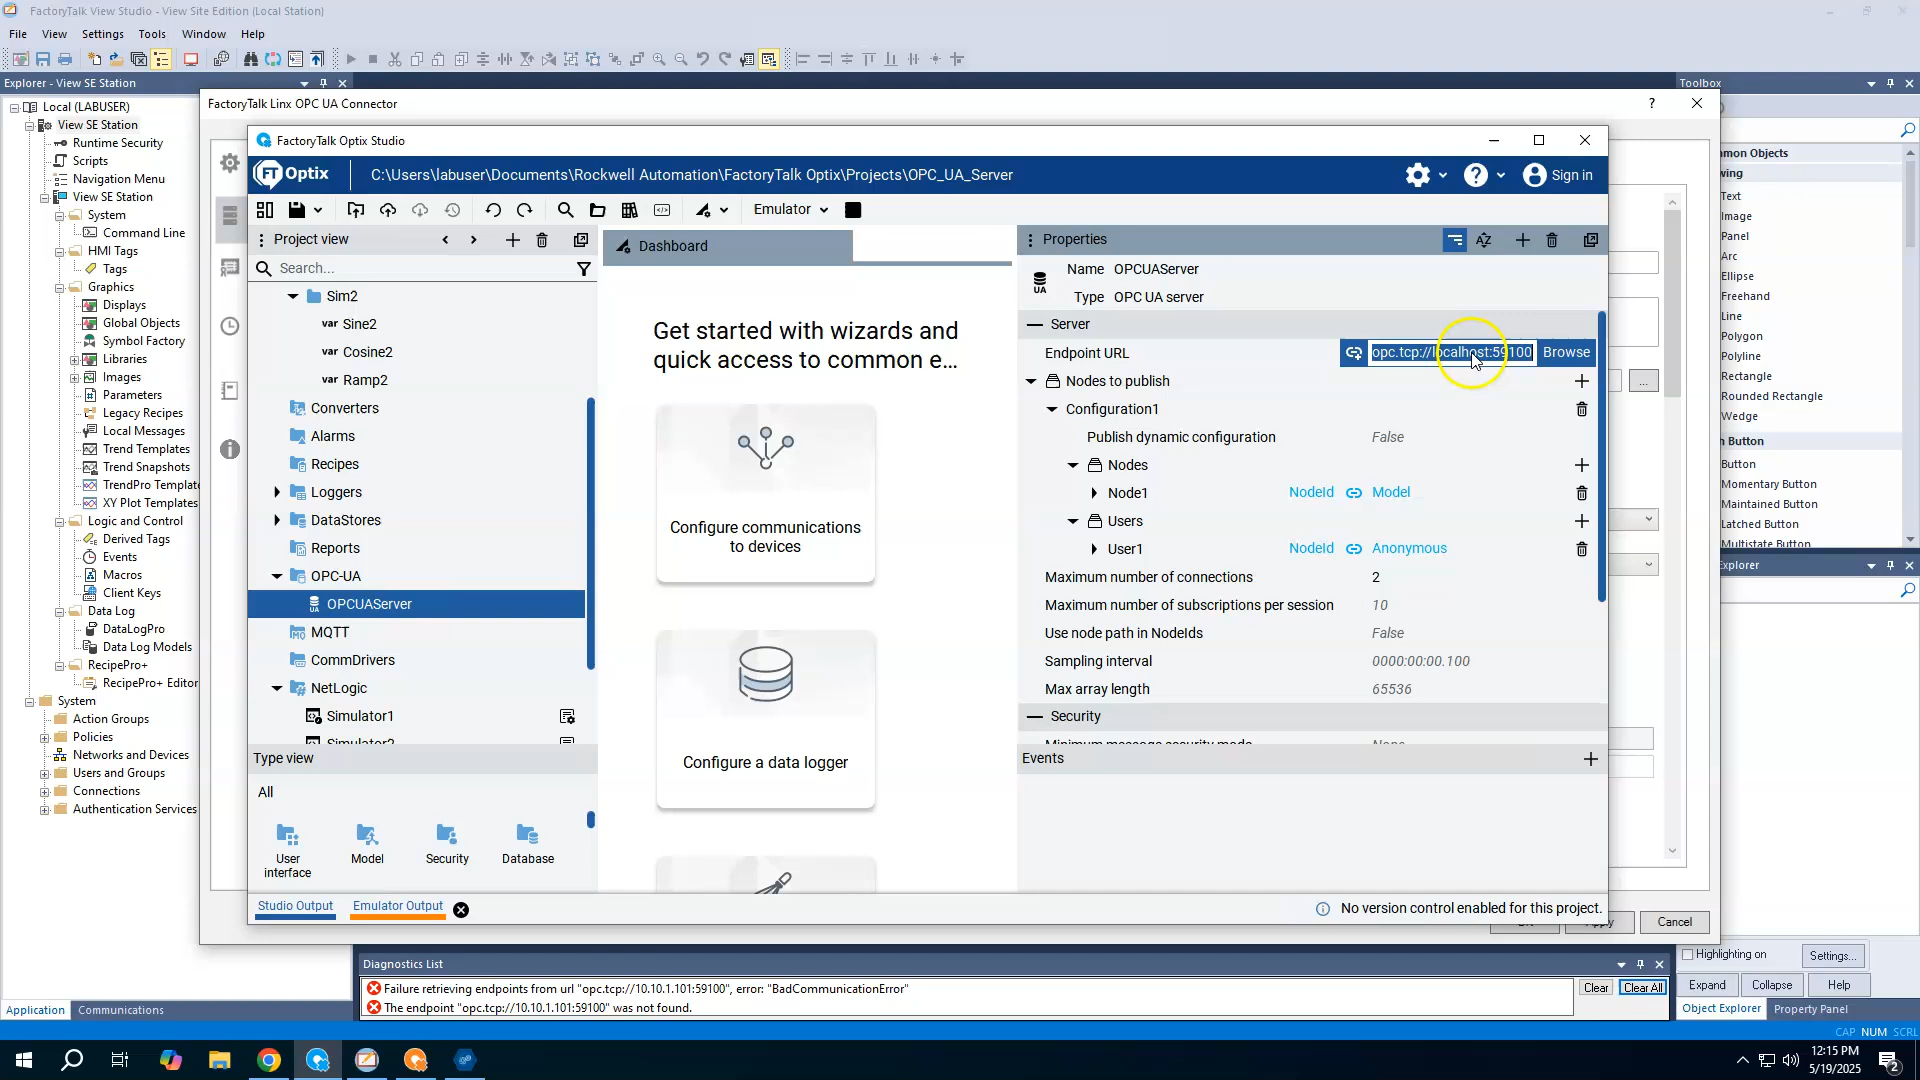 FactoryTalk View Studio - View Site Edition (Local Station)
File View Settings Tools Window Help
Explorer - View SE Station
Local (LABUSER)
View SE Station
Runtime Security
Scripts
Navigation Menu
View SE Station
System
Command Line
HMI Tags
Tags
Graphics
Displays
Global Objects
Symbol Factory
Libraries
Images
Parameters
Legacy Recipes
Local Messages
Trend Templates
Trend Snapshots
TrendPro Templat
XY Plot Templates
Logic and Control
Derived Tags
Events
Macros
Client Keys
Data Log
DataLogPro
Data Log Models
RecipePro+
RecipePro+ Editor
System
Action Groups
Policies
Networks and Devices
Users and Groups
Connections
Authentication Services
Application Communications
FactoryTalk Linx OPC UA Connector
?
FactoryTalk Optix Studio
FT Optix
C:\Users\labuser\Documents\Rockwell Automation\FactoryTalk Optix\Projects\OPC_UA_Server
Sign in
Emulator
Project view
Search...
Sim2
var Sine2
var Cosine2
var Ramp2
Converters
Alarms
Recipes
Loggers
DataStores
Reports
OPC-UA
OPCUAServer
MQTT
CommDrivers
NetLogic
Simulator1
Simulator2
Type view
All
User interface
Model
Security
Database
Studio Output Emulator Output
Dashboard
Get started with wizards and
quick access to common e...
Configure communications
to devices
Configure a data logger
Properties
Name OPCUAServer
Type OPC UA server
Server
Endpoint URL opc.tcp://localhost:59100 Browse
Nodes to publish
Configuration1
Publish dynamic configuration False
Nodes
Node1 NodeId Model
Users
User1 NodeId Anonymous
Maximum number of connections 2
Maximum number of subscriptions per session 10
Use node path in NodeIds False
Sampling interval 0000:00:00.100
Max array length 65536
Security
Minimum message security mode None
Events
No version control enabled for this project.
...
Cancel
Diagnostics List
Failure retrieving endpoints from url "opc.tcp://10.10.1.101:59100", error: "BadCommunicationError"
The endpoint "opc.tcp://10.10.1.101:59100" was not found.
Clear Clear All
Toolbox
mon Objects
wing
Text
Image
Panel
Arc
Ellipse
Freehand
Line
Polygon
Polyline
Rectangle
Rounded Rectangle
Wedge
h Button
Button
Momentary Button
Maintained Button
Latched Button
Multistate Button
Explorer
Highlighting on Settings...
Expand Collapse Help
Object Explorer Property Panel
CAP NUM SCRL
12:15 PM
5/19/2025
2